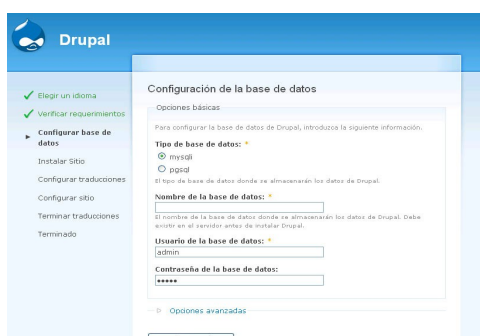 Drupal
Elegir un idioma
Verificar requerimientos
Configurar base de
datos
Instalar Sitio
Configurar traducciones
Configurar sitio
Terminar traducciones
Terminado
Configuración de la base de datos
Opciones básicas
Para configurar la base de datos de Drupal, introduzca la siguiente información.
Tipo de base de datos: *
mysqli
pgsql
El tipo de base de datos donde se almacenarán los datos de Drupal.
Nombre de la base de datos: *
El nombre de la base de datos donde se almacenarán los datos de Drupal. Debe
existir en el servidor antes de instalar Drupal.
Usuario de la base de datos: *
admin
Contraseña de la base de datos:
•••••
Opciones avanzadas